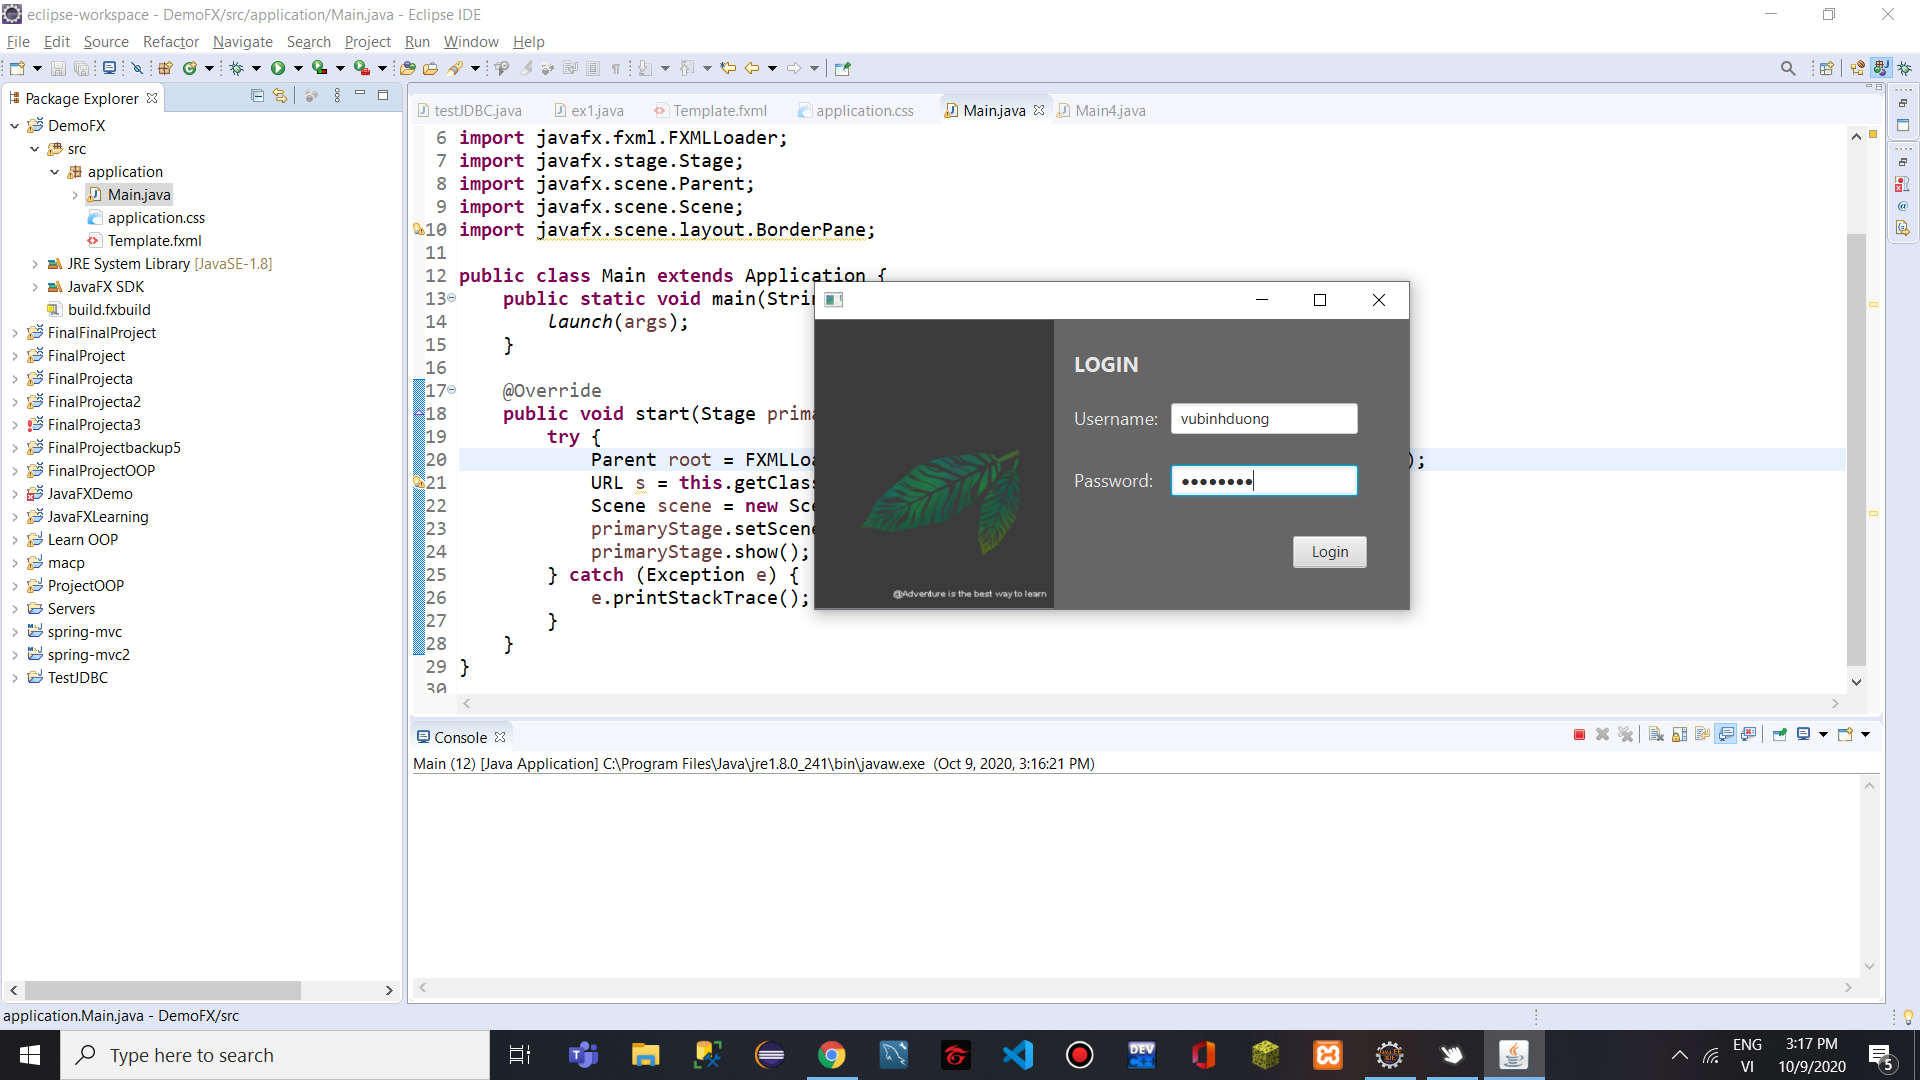 eclipse-workspace - DemoFX/src/application/Main.java - Eclipse IDE
File Edit Source Refactor Navigate Search Project Run Window Help
Package Explorer
DemoFX
src
application
Main.java
application.css
Template.fxml
JRE System Library [JavaSE-1.8]
JavaFX SDK
build.fxbuild
FinalFinalProject
FinalProject
FinalProjecta
FinalProjecta2
FinalProjecta3
FinalProjectbackup5
FinalProjectOOP
JavaFXDemo
JavaFXLearning
Learn OOP
macp
ProjectOOP
Servers
spring-mvc
spring-mvc2
TestJDBC
testJDBC.java ex1.java Template.fxml application.css Main.java Main4.java
6 import javafx.fxml.FXMLLoader;
7 import javafx.stage.Stage;
8 import javafx.scene.Parent;
9 import javafx.scene.Scene;
10 import javafx.scene.layout.BorderPane;
11
12 public class Main extends Application {
13 public static void main(Strin
14 launch(args);
15 }
16
17 @Override
18 public void start(Stage prima
19 try {
20 Parent root = FXMLLoa );
21 URL s = this.getClass
22 Scene scene = new Sce
23 primaryStage.setScene
24 primaryStage.show();
25 } catch (Exception e) {
26 e.printStackTrace();
27 }
28 }
29 }
30
LOGIN
Username: vubinhduong
Password: ••••••••
Login
@Adventure is the best way to learn
Console
Main (12) [Java Application] C:\Program Files\Java\jre1.8.0_241\bin\javaw.exe (Oct 9, 2020, 3:16:21 PM)
application.Main.java - DemoFX/src
Type here to search
DEV
ENG
VI
3:17 PM
10/9/2020
5